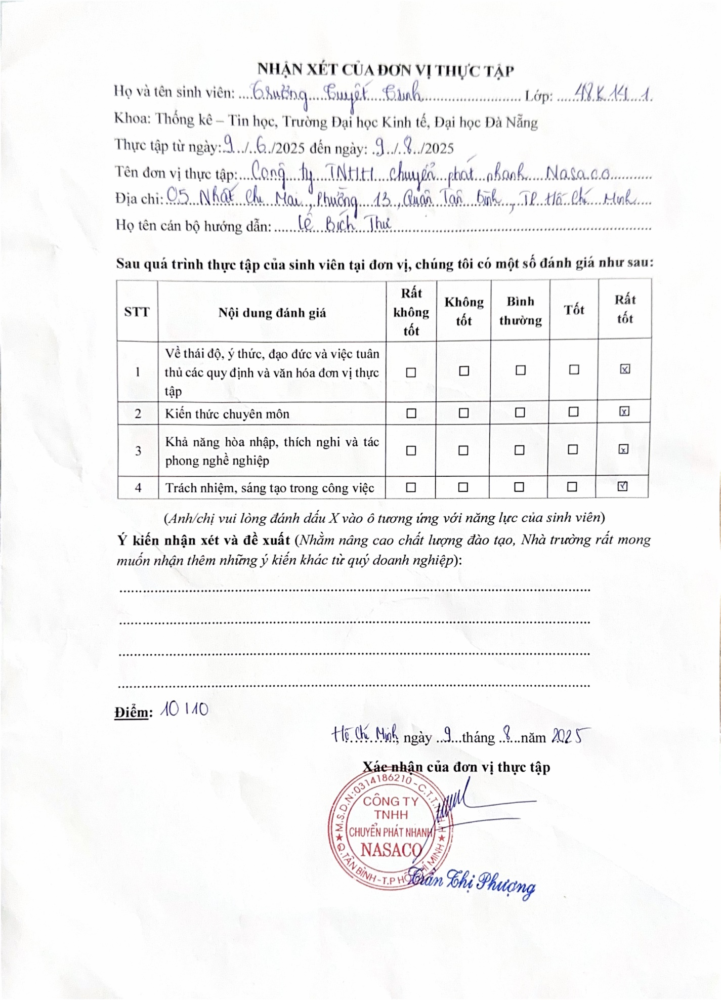 NHẬN XÉT CỦA ĐƠN VỊ THỰC TẬP
Họ và tên sinh viên: ....Trường.....Tuyết.....Trinh.......................... Lớp: .....48.K.14...1.
Khoa: Thống kê – Tin học, Trường Đại học Kinh tế, Đại học Đà Nẵng
Thực tập từ ngày:.9../..6../2025 đến ngày: .9../..8../2025
Tên đơn vị thực tập:...Công...ty...TNHH...chuyển...phát...nhanh....Nasaco...........
Địa chỉ: 05 Nhất Chi Mai, Phường 13, Quận Tân Bình, TP Hồ Chí Minh....
Họ tên cán bộ hướng dẫn: ......Lê Bích Thư.......................................................
Sau quá trình thực tập của sinh viên tại đơn vị, chúng tôi có một số đánh giá như sau:
STT Nội dung đánh giá Rất không tốt Không tốt Bình thường Tốt Rất tốt
1 Về thái độ, ý thức, đạo đức và việc tuân ☐ ☐ ☐ ☐ ☒
thủ các quy định và văn hóa đơn vị thực
tập
2 Kiến thức chuyên môn ☐ ☐ ☐ ☐ ☒
3 Khả năng hòa nhập, thích nghi và tác ☐ ☐ ☐ ☐ ☒
phong nghề nghiệp
4 Trách nhiệm, sáng tạo trong công việc ☐ ☐ ☐ ☐ ☒
(Anh/chị vui lòng đánh dấu X vào ô tương ứng với năng lực của sinh viên)
Ý kiến nhận xét và đề xuất (Nhằm nâng cao chất lượng đào tạo, Nhà trường rất mong
muốn nhận thêm những ý kiến khác từ quý doanh nghiệp):
Điểm: 10/10
Hồ Chí Minh, ngày ..9...tháng ..8...năm 2025
Xác nhận của đơn vị thực tập
M.S.D.N:0314186210 - C.T.T.N.H.H
CÔNG TY
TNHH
CHUYỂN PHÁT NHANH
NASACO
Q.TÂN BÌNH - T.P HỒ CHÍ MINH
Trần Thị Phượng